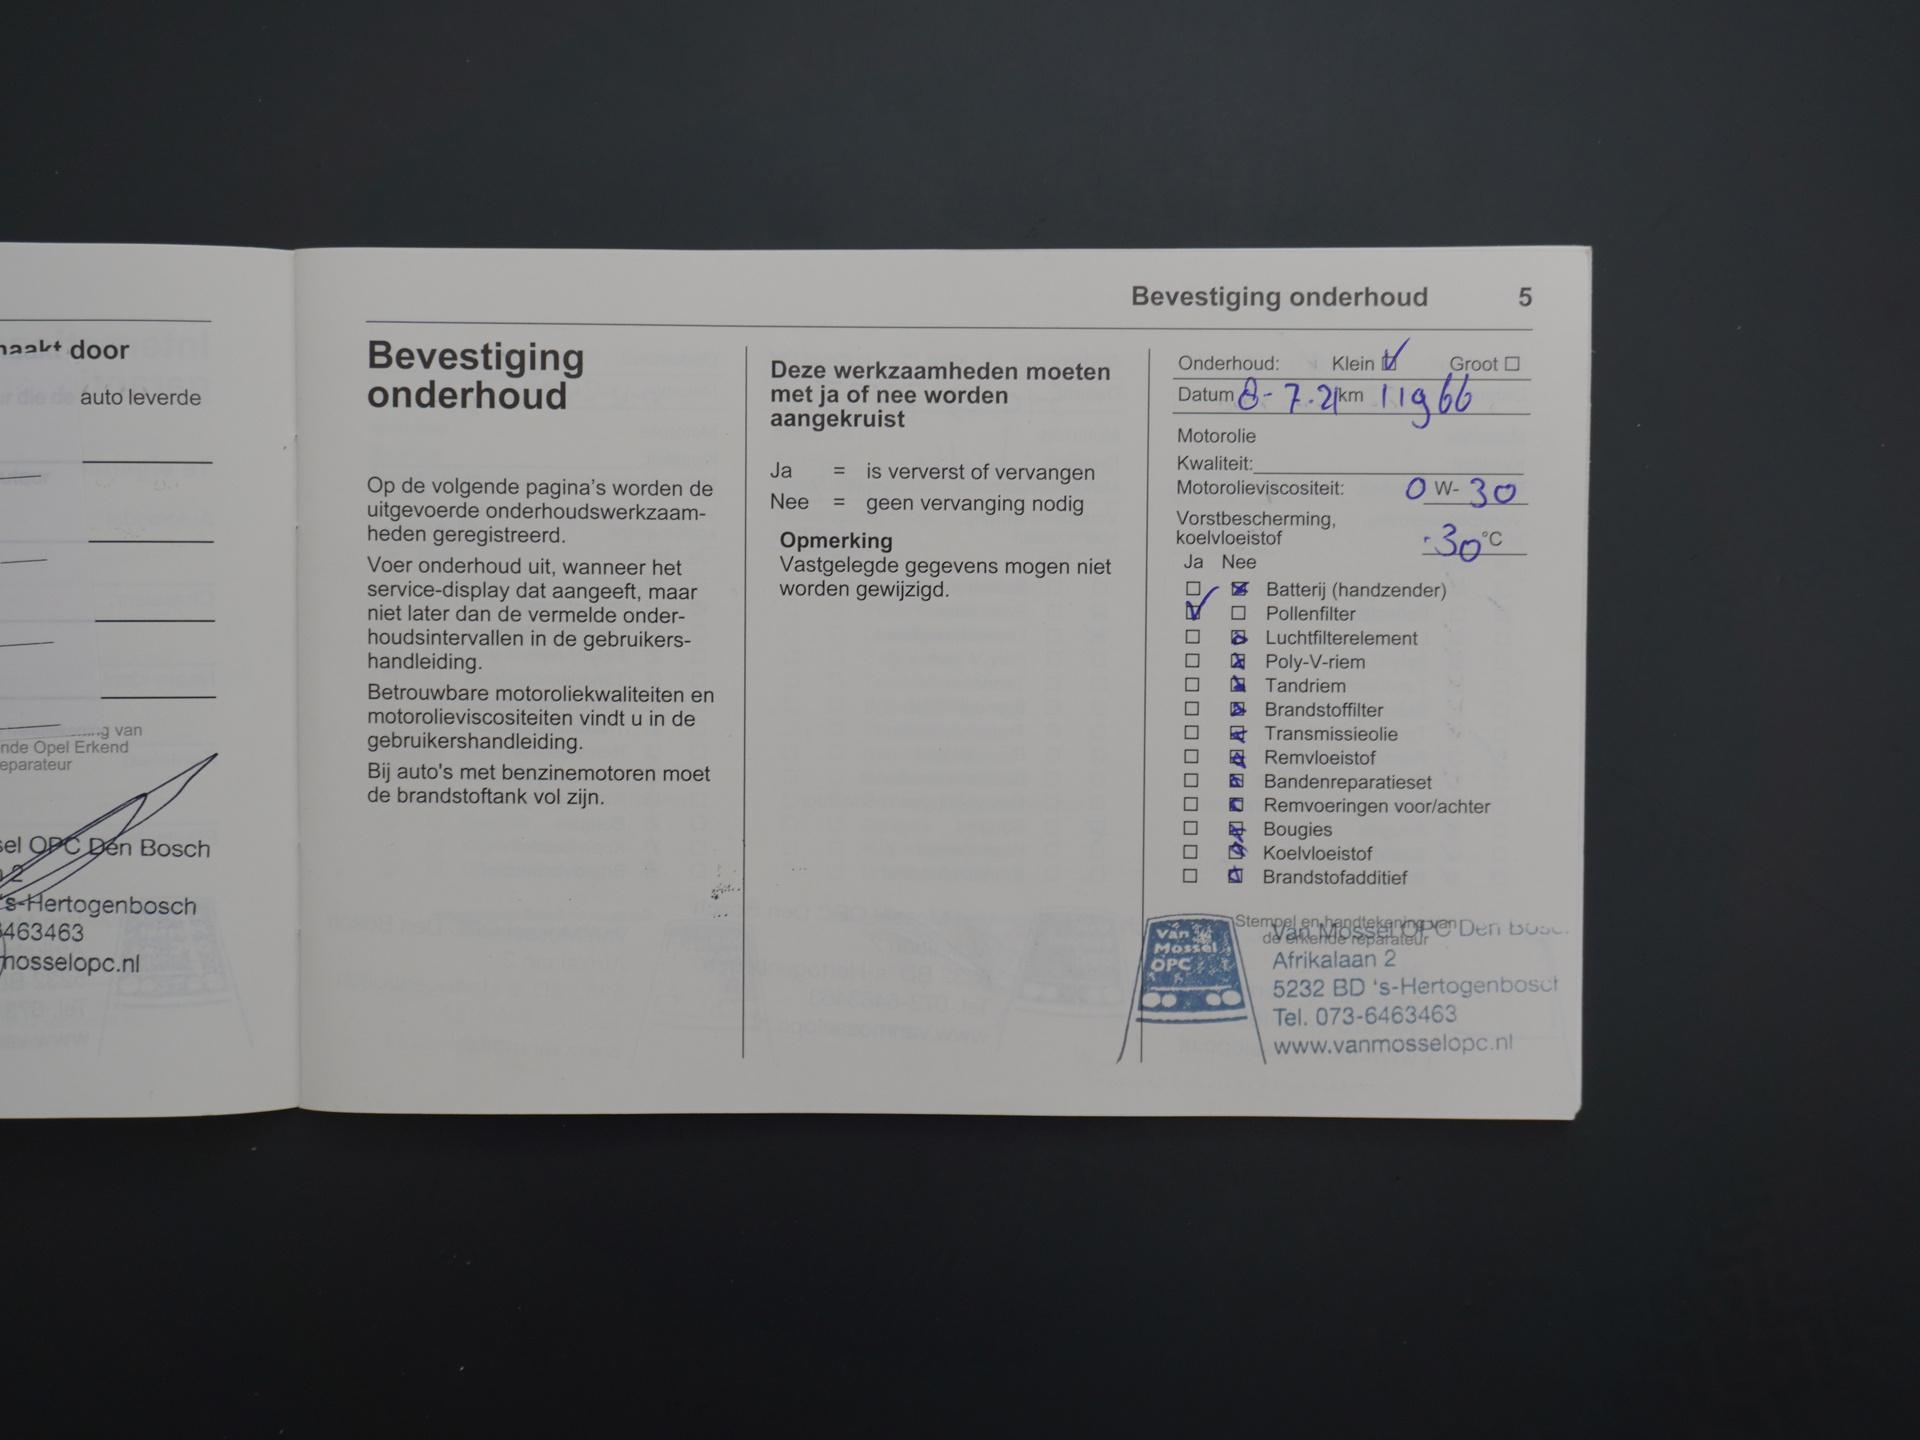 door
auto leverde
ng van
nde Opel Erkend
eparateur
sel OPC Den Bosch
2
's-Hertogenbosch
463463
mosselopc.nl
Bevestiging onderhoud 5
Bevestiging
onderhoud
Op de volgende pagina's worden de
uitgevoerde onderhoudswerkzaam-
heden geregistreerd.
Voer onderhoud uit, wanneer het
service-display dat aangeeft, maar
niet later dan de vermelde onder-
houdsintervallen in de gebruikers-
handleiding.
Betrouwbare motoroliekwaliteiten en
motorolieviscositeiten vindt u in de
gebruikershandleiding.
Bij auto's met benzinemotoren moet
de brandstoftank vol zijn.
Deze werkzaamheden moeten
met ja of nee worden
aangekruist
Ja = is ververst of vervangen
Nee = geen vervanging nodig
Opmerking
Vastgelegde gegevens mogen niet
worden gewijzigd.
Onderhoud: Klein Groot
Datum 8-7-21 km 11966
Motorolie
Kwaliteit:
Motorolieviscositeit: 0 W- 30
Vorstbescherming,
koelvloeistof -30 °C
Ja Nee
Batterij (handzender)
Pollenfilter
Luchtfilterelement
Poly-V-riem
Tandriem
Brandstoffilter
Transmissieolie
Remvloeistof
Bandenreparatieset
Remvoeringen voor/achter
Bougies
Koelvloeistof
Brandstofadditief
Stempel en handtekening van
de erkende reparateur
Van
Mossel
OPC
Van Mossel OPC Den Bosc
Afrikalaan 2
5232 BD 's-Hertogenbosch
Tel. 073-6463463
www.vanmosselopc.nl